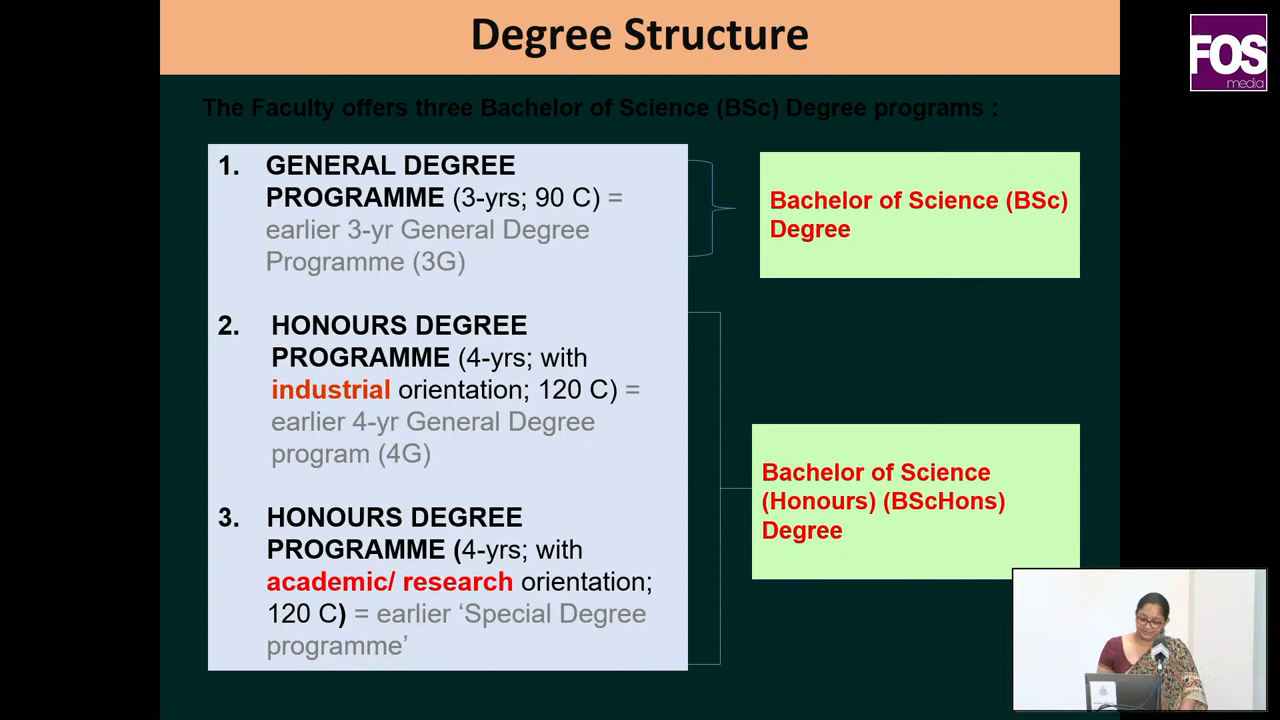 Degree Structure
FOS
media
The Faculty offers three Bachelor of Science (BSc) Degree programs :
1. GENERAL DEGREE
PROGRAMME (3-yrs; 90 C) =
earlier 3-yr General Degree
Programme (3G)
Bachelor of Science (BSc)
Degree
2. HONOURS DEGREE
PROGRAMME (4-yrs; with
industrial orientation; 120 C) =
earlier 4-yr General Degree
program (4G)
3. HONOURS DEGREE
PROGRAMME (4-yrs; with
academic/ research orientation;
120 C) = earlier ‘Special Degree
programme’
Bachelor of Science
(Honours) (BScHons)
Degree